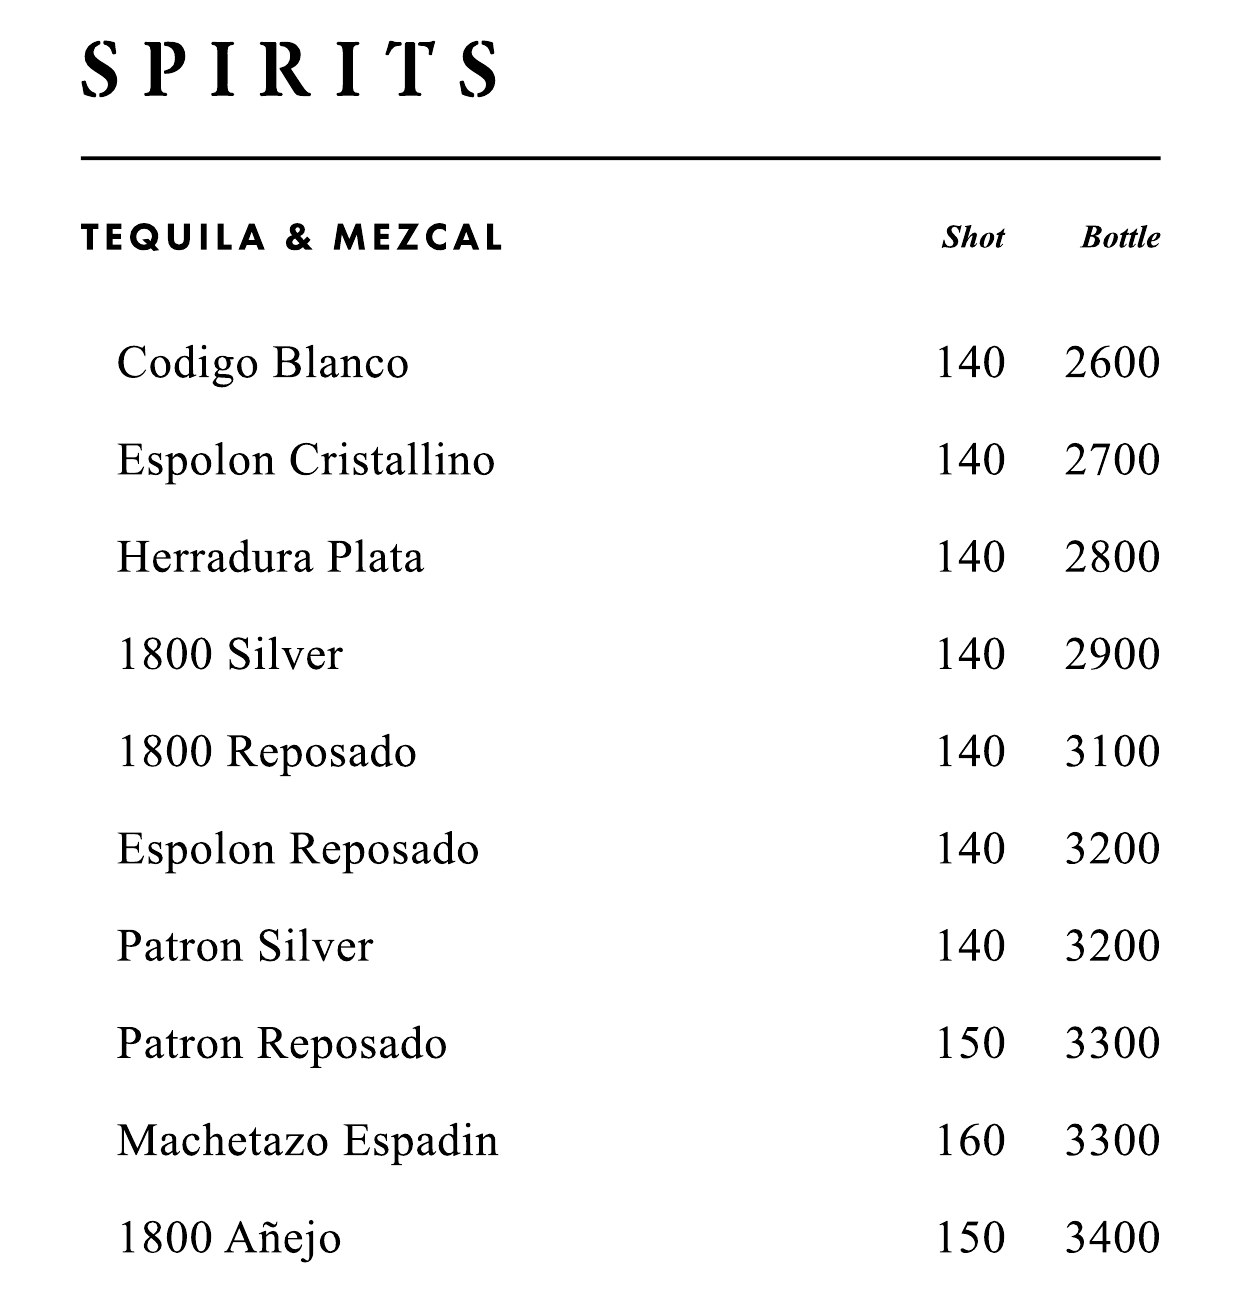 SPIRITS
TEQUILA & MEZCAL Shot Bottle
Codigo Blanco 140 2600
Espolon Cristallino 140 2700
Herradura Plata 140 2800
1800 Silver 140 2900
1800 Reposado 140 3100
Espolon Reposado 140 3200
Patron Silver 140 3200
Patron Reposado 150 3300
Machetazo Espadin 160 3300
1800 Añejo 150 3400